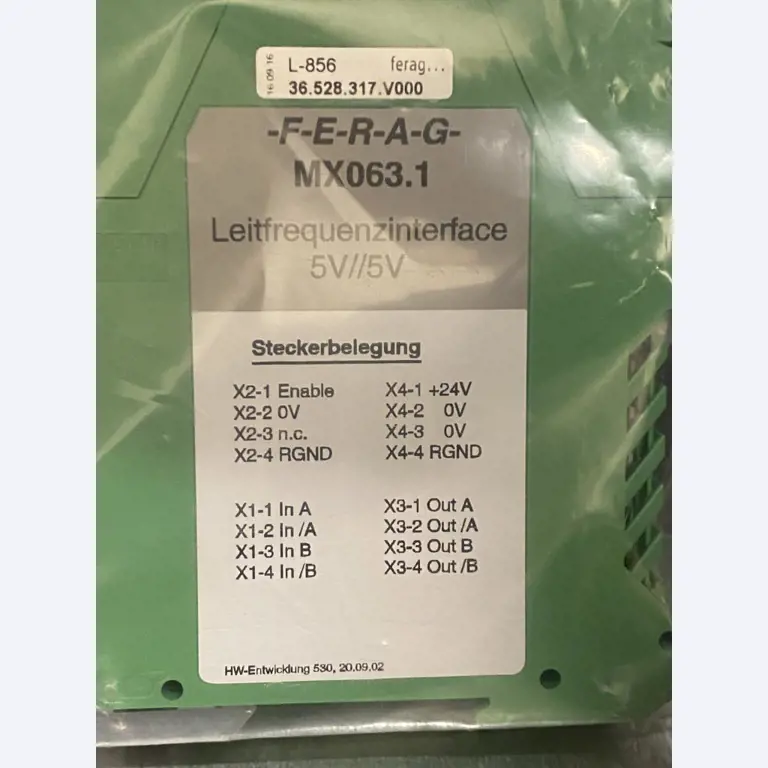 16 09 16
L-856 ferag...
36.528.317.V000
-F-E-R-A-G-
MX063.1
Leitfrequenzinterface
5V//5V
Steckerbelegung
X2-1 Enable X4-1 +24V
X2-2 0V X4-2 0V
X2-3 n.c. X4-3 0V
X2-4 RGND X4-4 RGND
X1-1 In A X3-1 Out A
X1-2 In /A X3-2 Out /A
X1-3 In B X3-3 Out B
X1-4 In /B X3-4 Out /B
HW-Entwicklung 530, 20.09.02